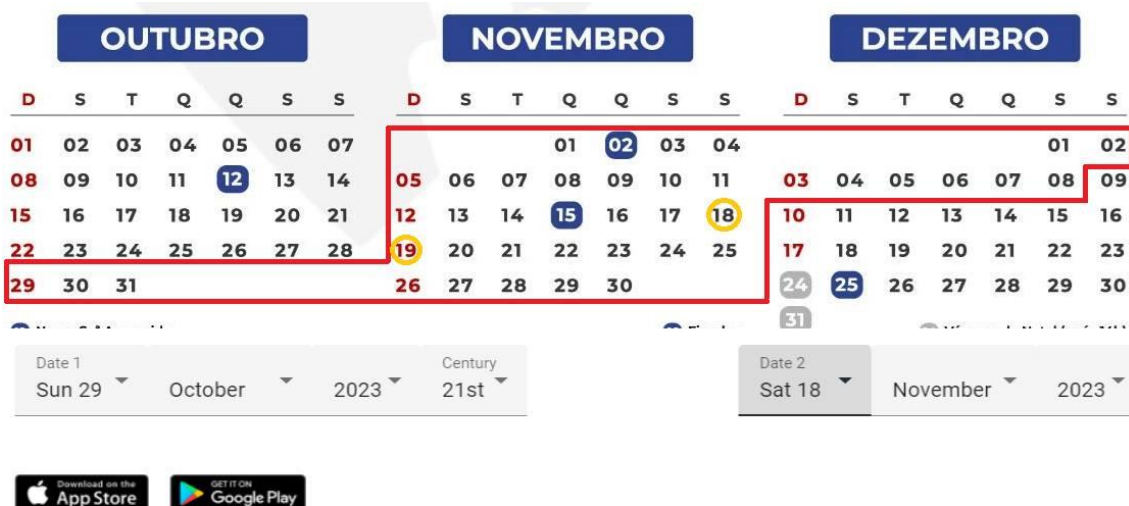 OUTUBRO NOVEMBRO DEZEMBRO
D S T Q Q S S D S T Q Q S S D S T Q Q S S
01 02 03 04 05 06 07 01 02 03 04 01 02
08 09 10 11 12 13 14 05 06 07 08 09 10 11 03 04 05 06 07 08 09
15 16 17 18 19 20 21 12 13 14 15 16 17 18 10 11 12 13 14 15 16
22 23 24 25 26 27 28 19 20 21 22 23 24 25 17 18 19 20 21 22 23
29 30 31 26 27 28 29 30 24 25 26 27 28 29 30
31
Date 1 Century Date 2
Sun 29 October 2023 21st Sat 18 November 2023
Download on the GET IT ON
App Store Google Play